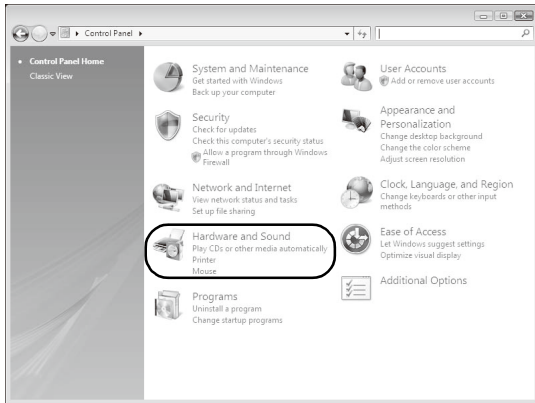 Control Panel
Control Panel Home
Classic View
System and Maintenance
Get started with Windows
Back up your computer
Security
Check for updates
Check this computer's security status
Allow a program through Windows
Firewall
Network and Internet
View network status and tasks
Set up file sharing
Hardware and Sound
Play CDs or other media automatically
Printer
Mouse
Programs
Uninstall a program
Change startup programs
User Accounts
Add or remove user accounts
Appearance and
Personalization
Change desktop background
Change the color scheme
Adjust screen resolution
Clock, Language, and Region
Change keyboards or other input
methods
Ease of Access
Let Windows suggest settings
Optimize visual display
Additional Options